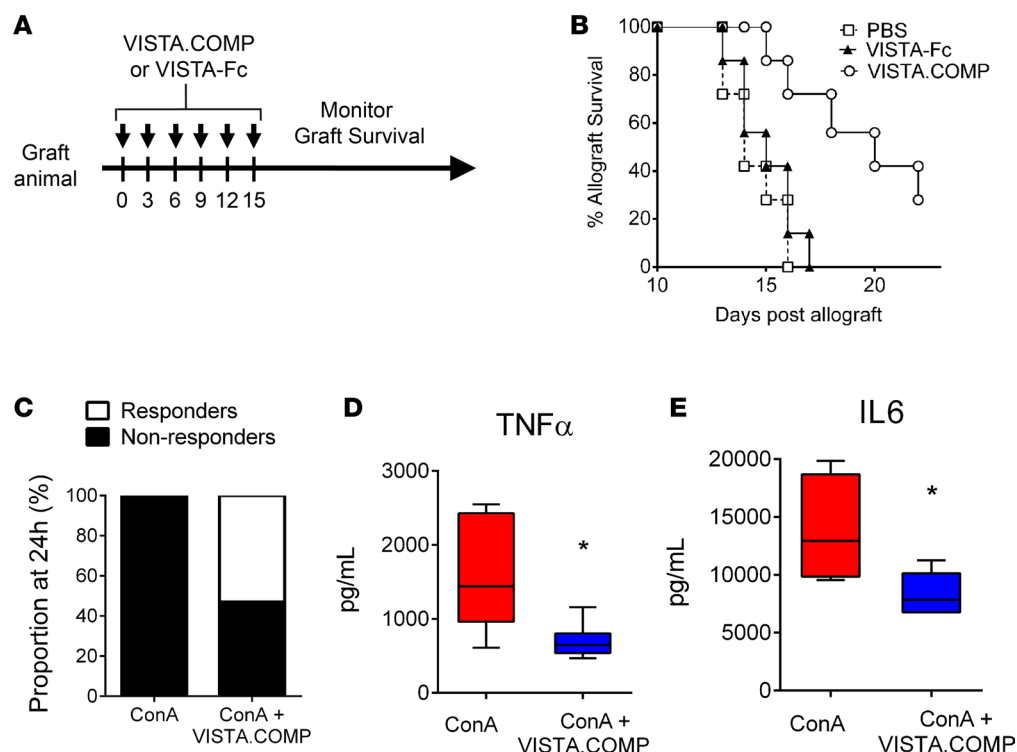 A
VISTA.COMP
or VISTA-Fc
Monitor
Graft Survival
Graft
animal
0 3 6 9 12 15
B
PBS
VISTA-Fc
VISTA.COMP
% Allograft Survival
100
80
60
40
20
0
10 15 20
Days post allograft
C
Responders
Non-responders
Proportion at 24h (%)
100
80
60
40
20
0
ConA
ConA +
VISTA.COMP
D
TNFα
pg/mL
3000
2000
1000
0
*
ConA
ConA +
VISTA.COMP
E
IL6
pg/mL
20000
15000
10000
5000
0
*
ConA
ConA +
VISTA.COMP